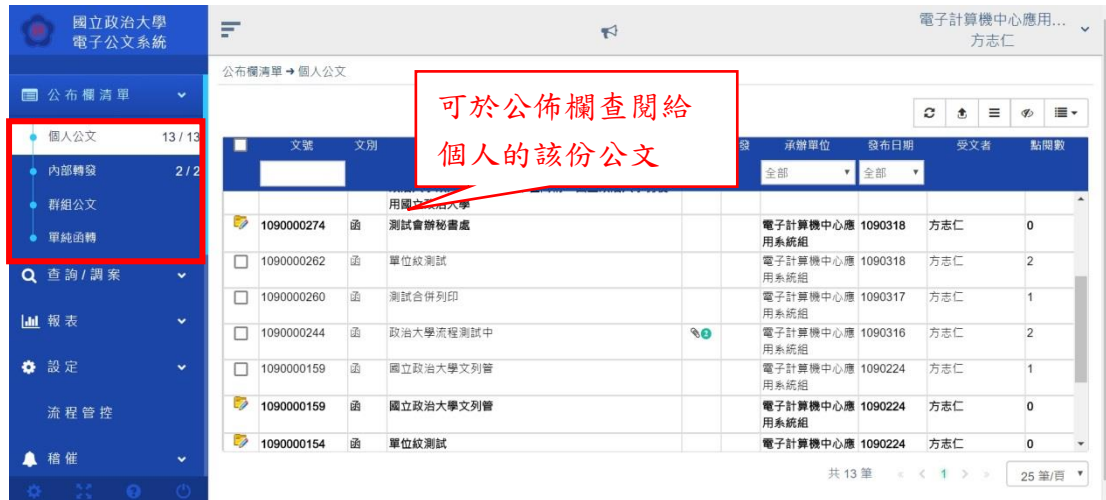 國立政治大學
電子公文系統
電子計算機中心應用...
方志仁
公布欄清單 ➔ 個人公文
公布欄清單
個人公文 13 / 13
內部轉發 2 / 2
群組公文
單純函轉
查詢/調案
報表
設定
流程管控
稽催
可於公佈欄查閱給
個人的該份公文
文號 文別 發 承辦單位 發布日期 受文者 點閱數
全部 全部
用國立政治大學
1090000274 函 測試會辦秘書處 電子計算機中心應 1090318 方志仁 0
用系統組
1090000262 函 單位紋測試 電子計算機中心應 1090318 方志仁 2
用系統組
1090000260 函 測試合併列印 電子計算機中心應 1090317 方志仁 1
用系統組
1090000244 函 政治大學流程測試中 2 電子計算機中心應 1090316 方志仁 2
用系統組
1090000159 函 國立政治大學文列管 電子計算機中心應 1090224 方志仁 1
用系統組
1090000159 函 國立政治大學文列管 電子計算機中心應 1090224 方志仁 0
用系統組
1090000154 函 單位紋測試 電子計算機中心應 1090224 方志仁 0
共 13 筆 « < 1 > » 25 筆/頁